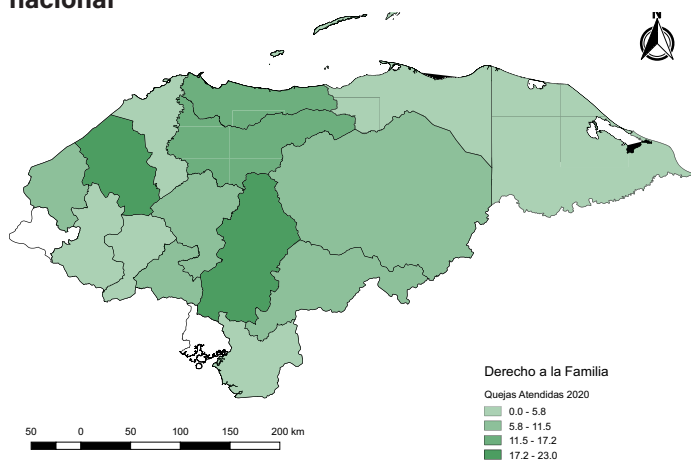 nacional
N
Derecho a la Familia
Quejas Atendidas 2020
0.0 - 5.8
5.8 - 11.5
11.5 - 17.2
17.2 - 23.0
50 0 50 100 150 200 km